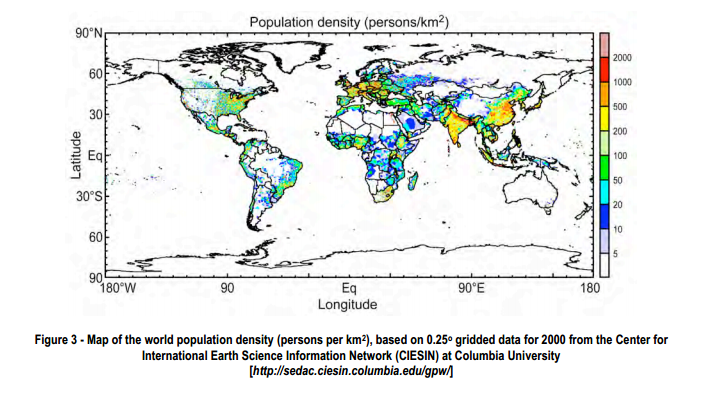 Population density (persons/km²)
90°N
60
30
Eq
30°S
60
90
Latitude
180°W
90
Eq
90°E
180
Longitude
2000
1000
500
200
100
50
20
10
5
Figure 3 - Map of the world population density (persons per km²), based on 0.25º gridded data for 2000 from the Center for
International Earth Science Information Network (CIESIN) at Columbia University
[http://sedac.ciesin.columbia.edu/gpw/]